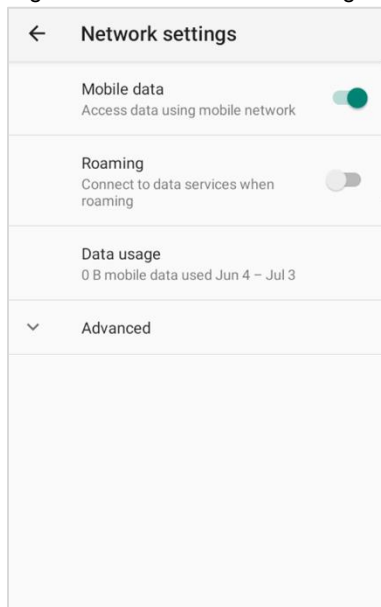 Network settings
Mobile data
Access data using mobile network
Roaming
Connect to data services when
roaming
Data usage
0 B mobile data used Jun 4 – Jul 3
Advanced